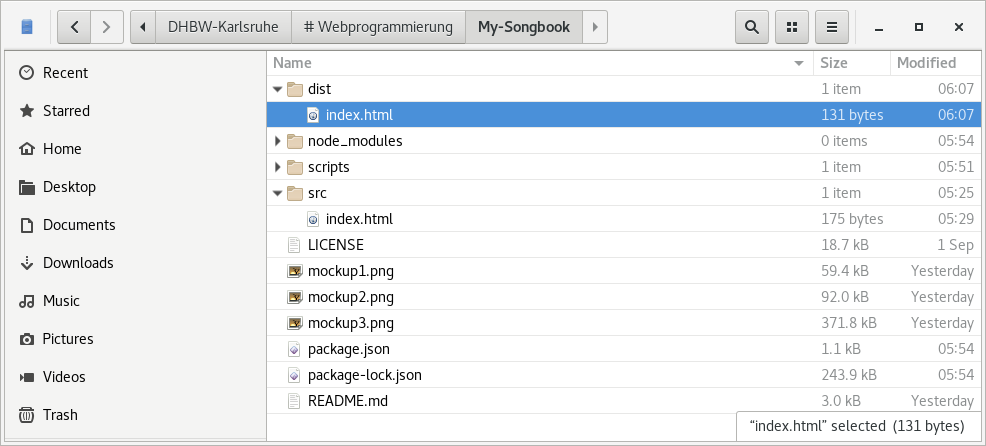 DHBW-Karlsruhe # Webprogrammierung My-Songbook
Recent
Starred
Home
Desktop
Documents
Downloads
Music
Pictures
Videos
Trash
Name Size Modified
dist 1 item 06:07
index.html 131 bytes 06:07
node_modules 0 items 05:54
scripts 1 item 05:51
src 1 item 05:25
index.html 175 bytes 05:29
LICENSE 18.7 kB 1 Sep
mockup1.png 59.4 kB Yesterday
mockup2.png 92.0 kB Yesterday
mockup3.png 371.8 kB Yesterday
package.json 1.1 kB 05:54
package-lock.json 243.9 kB 05:54
README.md 3.0 kB Yesterday
“index.html” selected (131 bytes)